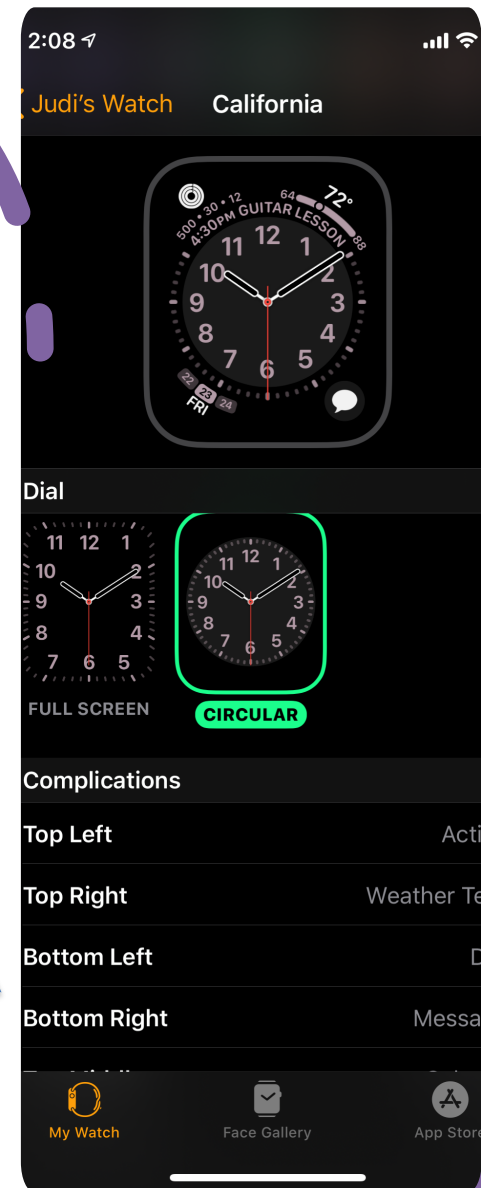 2:08
Judi's Watch California
500 • 30 • 12
64 72° 88
4:30PM GUITAR LESSON
11 12 1
10 2
9 3
8 4
7 6 5
22 23 24
FRI
Dial
11 12 1
10 2
9 3
8 4
7 6 5
FULL SCREEN
11 12 1
10 2
9 3
8 4
7 6 5
CIRCULAR
Complications
Top Left Acti
Top Right Weather Te
Bottom Left D
Bottom Right Messa
My Watch Face Gallery App Store